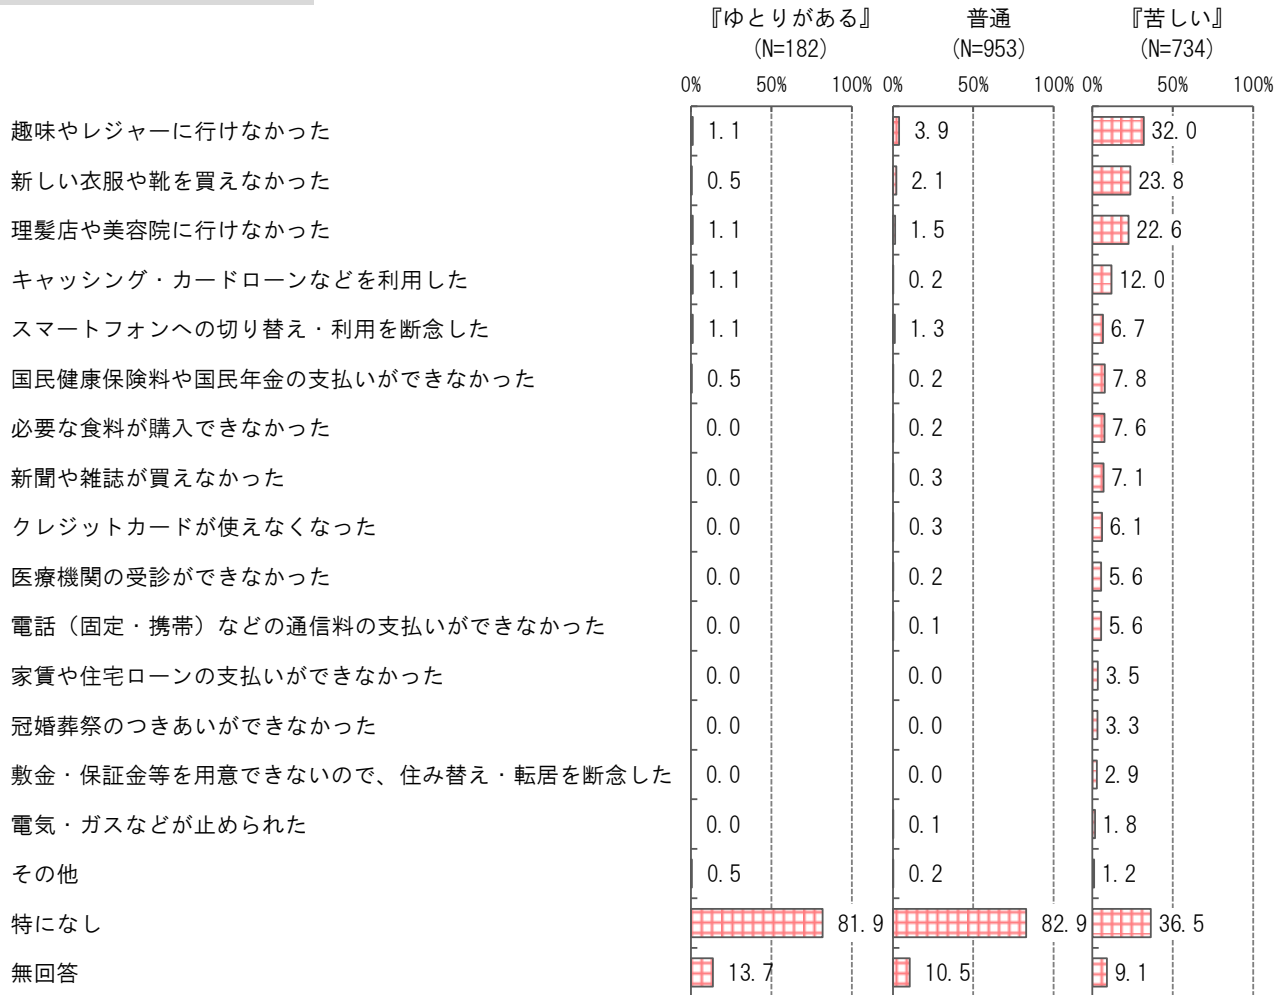 『ゆとりがある』 普通 『苦しい』
(N=182) (N=953) (N=734)
0% 50% 100% 0% 50% 100% 0% 50% 100%
趣味やレジャーに行けなかった 1.1 3.9 32.0
新しい衣服や靴を買えなかった 0.5 2.1 23.8
理髪店や美容院に行けなかった 1.1 1.5 22.6
キャッシング・カードローンなどを利用した 1.1 0.2 12.0
スマートフォンへの切り替え・利用を断念した 1.1 1.3 6.7
国民健康保険料や国民年金の支払いができなかった 0.5 0.2 7.8
必要な食料が購入できなかった 0.0 0.2 7.6
新聞や雑誌が買えなかった 0.0 0.3 7.1
クレジットカードが使えなくなった 0.0 0.3 6.1
医療機関の受診ができなかった 0.0 0.2 5.6
電話（固定・携帯）などの通信料の支払いができなかった 0.0 0.1 5.6
家賃や住宅ローンの支払いができなかった 0.0 0.0 3.5
冠婚葬祭のつきあいができなかった 0.0 0.0 3.3
敷金・保証金等を用意できないので、住み替え・転居を断念した 0.0 0.0 2.9
電気・ガスなどが止められた 0.0 0.1 1.8
その他 0.5 0.2 1.2
特になし 81.9 82.9 36.5
無回答 13.7 10.5 9.1